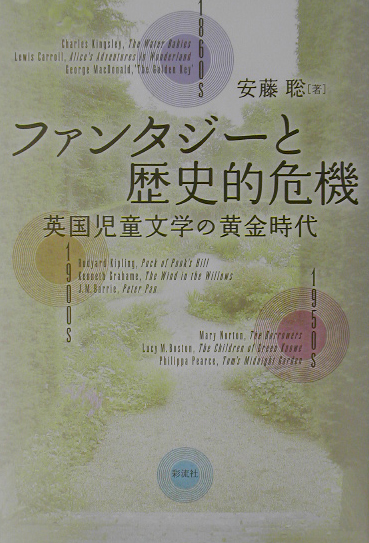 1860s
Charles Kingsley, The Water Babies
Lewis Carroll, Alice's Adventures in Wonderland
George MacDonald, 'The Golden Key'
安藤 聡[著]
ファンタジーと
歴史的危機
英国児童文学の黄金時代
1900s
Rudyard Kipling, Puck of Pook's Hill
Kenneth Grahame, The Wind in the Willows
J.M. Barrie, Peter Pan
1950s
Mary Norton, The Borrowers
Lucy M. Boston, The Children of Green Knowe
Philippa Pearce, Tom's Midnight Garden
彩流社